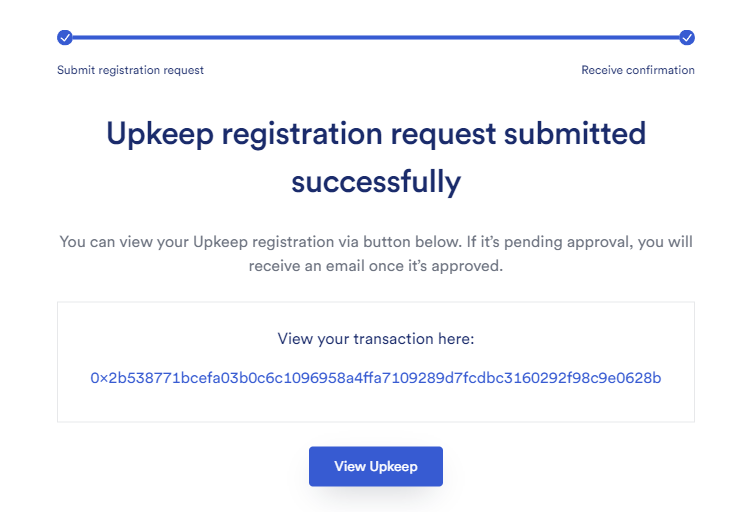 Submit registration request
Receive confirmation
Upkeep registration request submitted
successfully
You can view your Upkeep registration via button below. If it’s pending approval, you will
receive an email once it’s approved.
View your transaction here:
0x2b538771bcefa03b0c6c1096958a4ffa7109289d7fcdbc3160292f98c9e0628b
View Upkeep